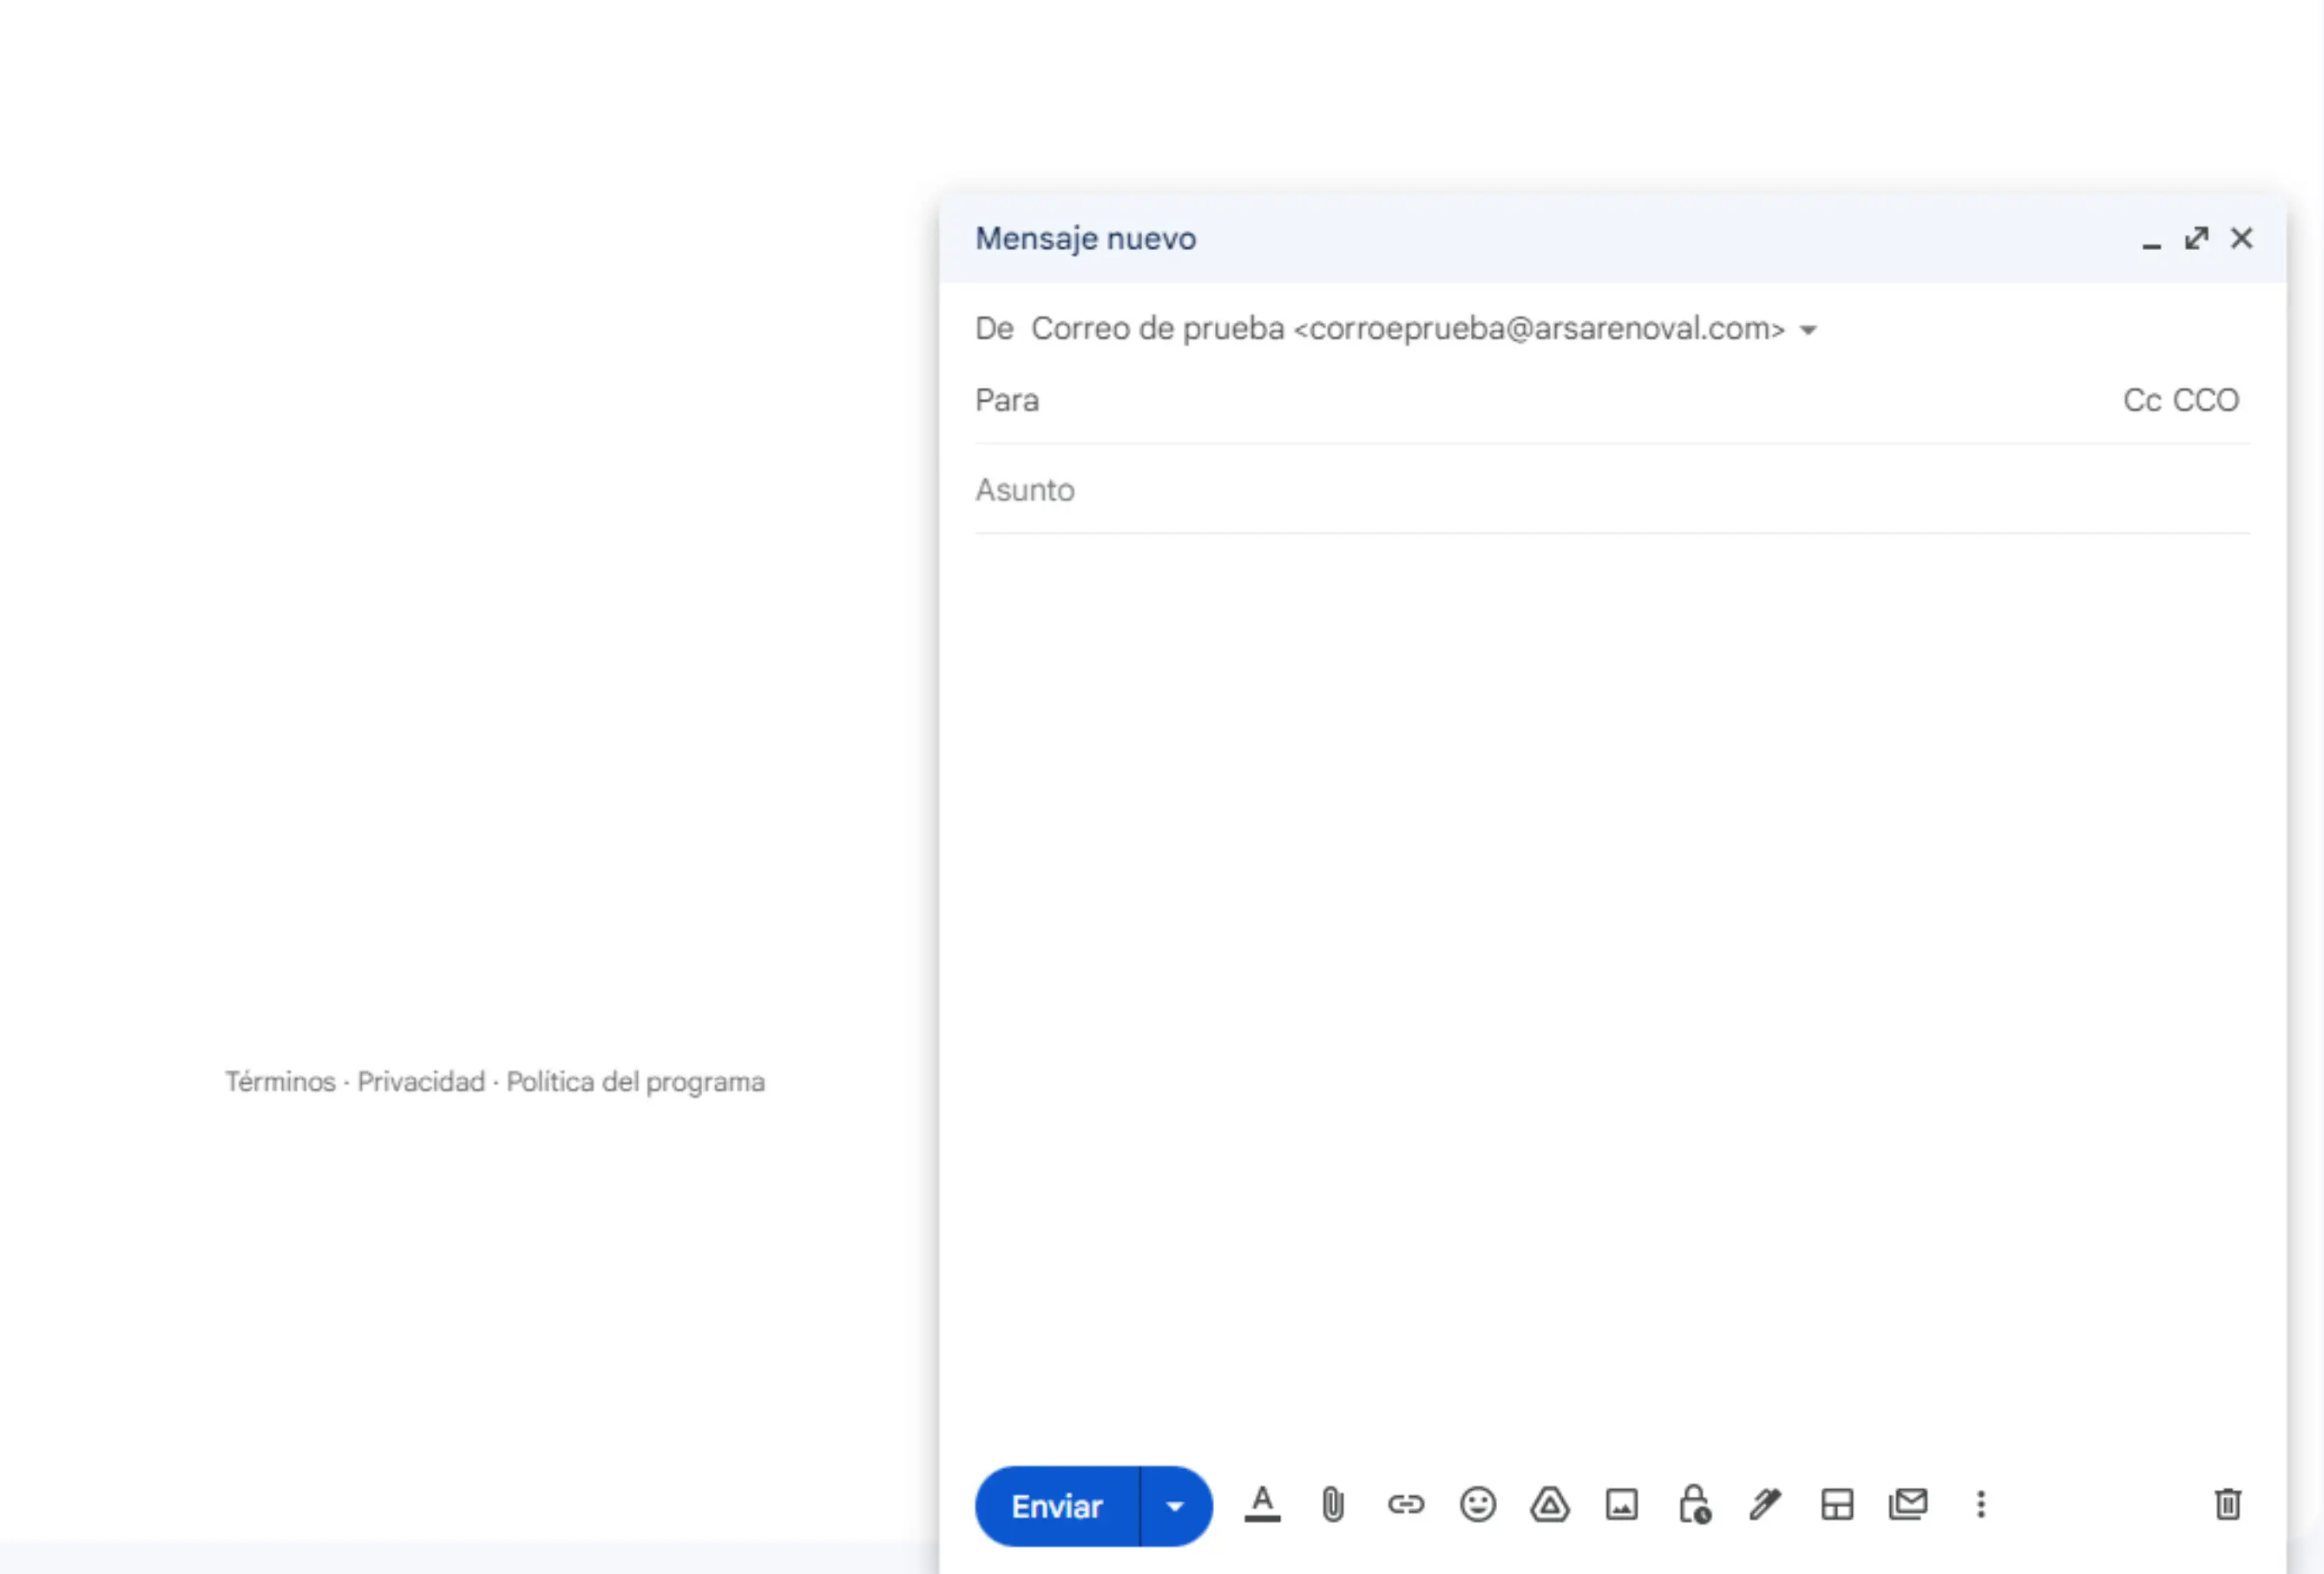 Mensaje nuevo
De Correo de prueba <corroeprueba@arsarenoval.com>
Para Cc CCO
Asunto
Términos · Privacidad · Política del programa
Enviar